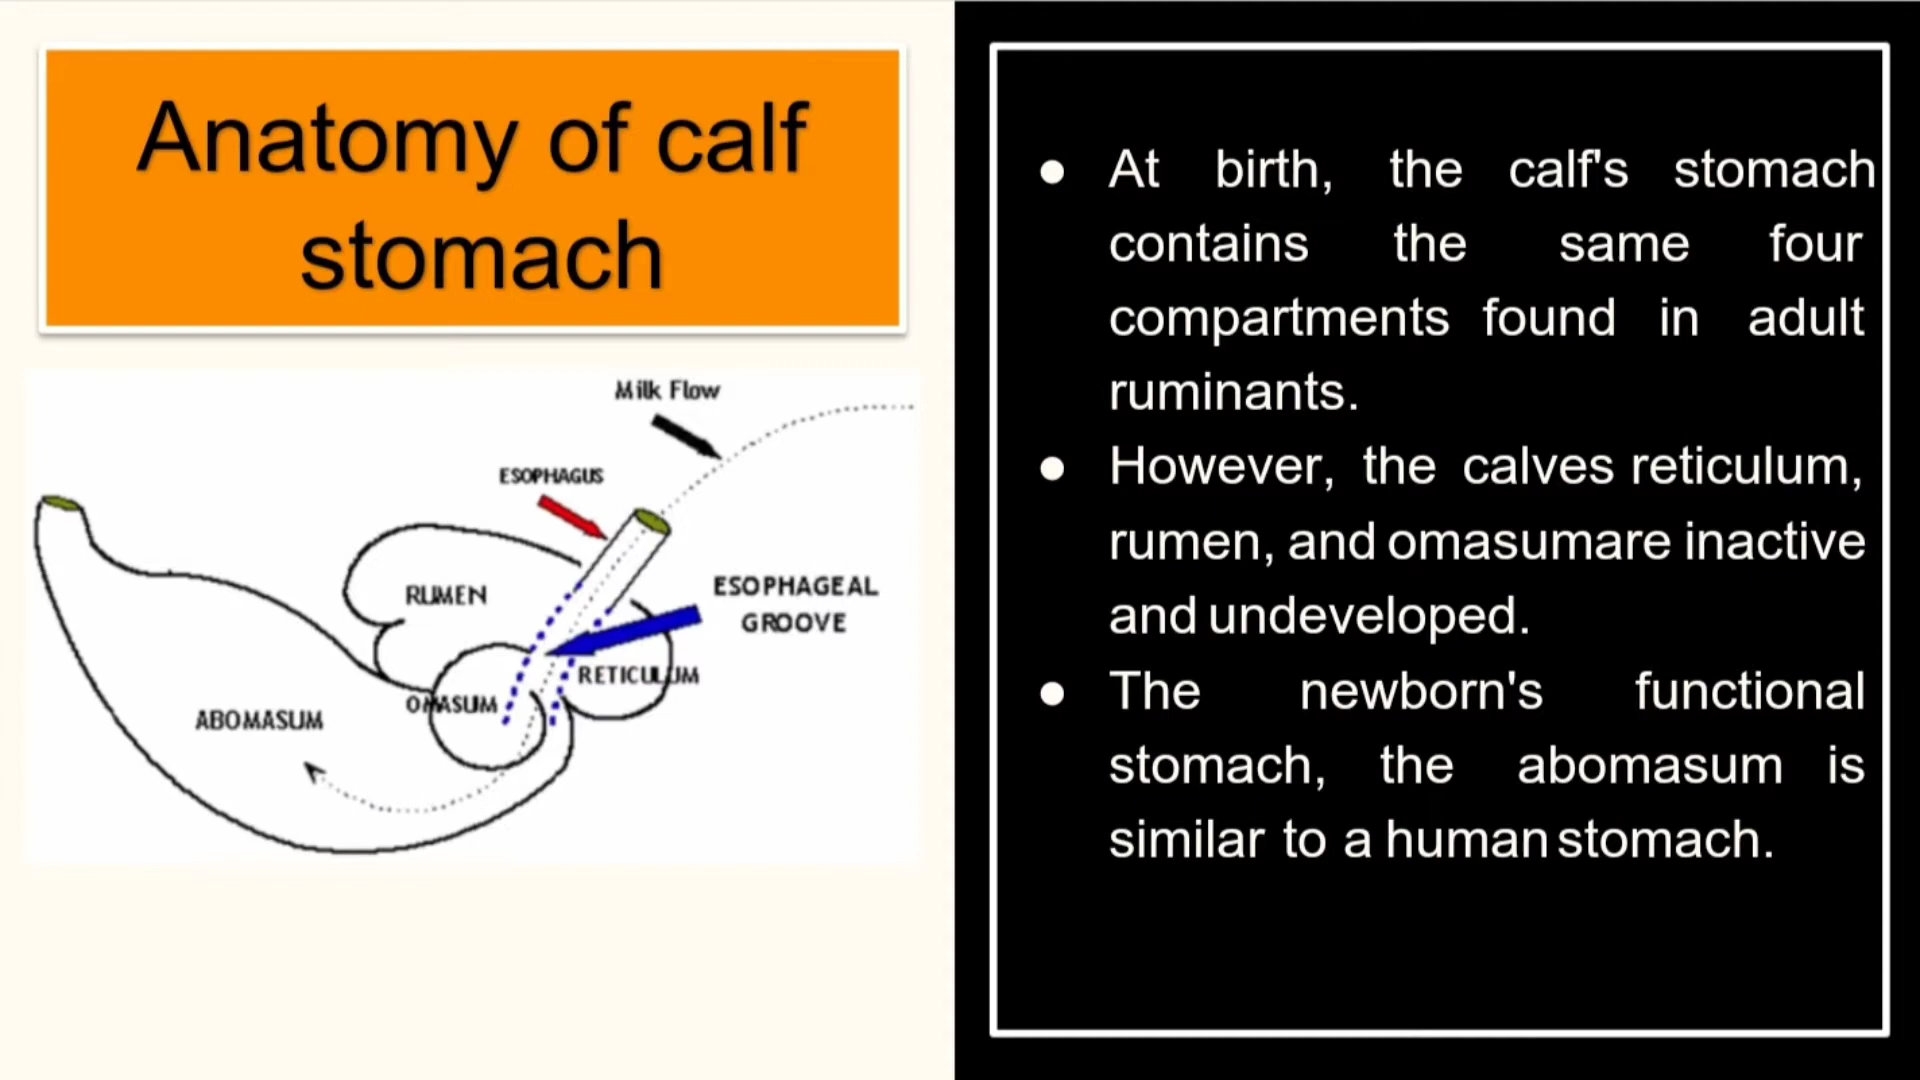 Anatomy of calf
stomach
Milk Flow
ESOPHAGUS
RUMEN
ESOPHAGEAL
GROOVE
RETICULUM
OMASUM
ABOMASUM
At birth, the calf's stomach
contains the same four
compartments found in adult
ruminants.
However, the calves reticulum,
rumen, and omasumare inactive
and undeveloped.
The newborn's functional
stomach, the abomasum is
similar to a human stomach.